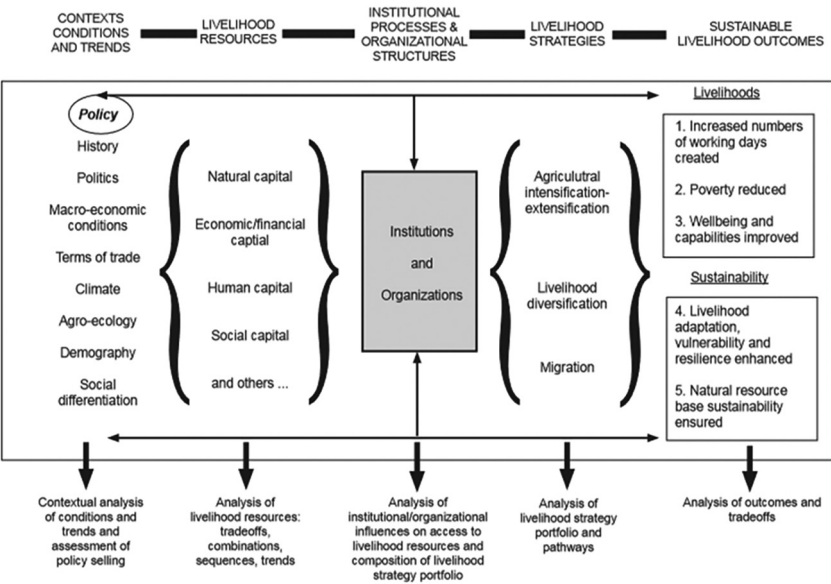 CONTEXTS
CONDITIONS
AND TRENDS
LIVELIHOOD
RESOURCES
INSTITUTIONAL
PROCESSES &
ORGANIZATIONAL
STRUCTURES
LIVELIHOOD
STRATEGIES
SUSTAINABLE
LIVELIHOOD OUTCOMES
Policy
History
Politics
Macro-economic
conditions
Terms of trade
Climate
Agro-ecology
Demography
Social
differentiation
Natural capital
Economic/financial
captial
Human capital
Social capital
and others ...
Institutions
and
Organizations
Agriculutral
intensification-
extensification
Livelihood
diversification
Migration
Livelihoods
1. Increased numbers
of working days
created
2. Poverty reduced
3. Wellbeing and
capabilities improved
Sustainability
4. Livelihood
adaptation,
vulnerability and
resilience enhanced
5. Natural resource
base sustainability
ensured
Contextual analysis
of conditions and
trends and
assessment of
policy selling
Analysis of
livelihood resources:
tradeoffs,
combinations,
sequences, trends
Analysis of
institutional/organizational
influences on access to
livelihood resources and
composition of livelihood
strategy portfolio
Analysis of
livelihood strategy
portfolio and
pathways
Analysis of outcomes and
tradeoffs